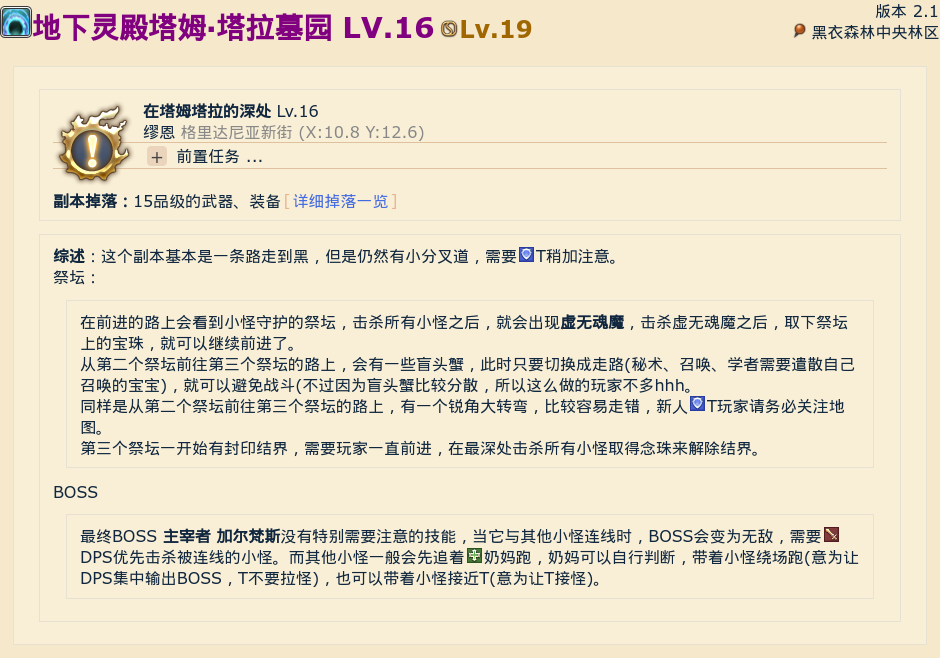 地下灵殿塔姆·塔拉墓园 LV.16 Lv.19
版本 2.1
黑衣森林中央林区
在塔姆塔拉的深处 Lv.16
缪恩 格里达尼亚新街 (X:10.8 Y:12.6)
+ 前置任务 ...
副本掉落：15品级的武器、装备[ 详细掉落一览 ]
综述：这个副本基本是一条路走到黑，但是仍然有小分叉道，需要T稍加注意。
祭坛：
在前进的路上会看到小怪守护的祭坛，击杀所有小怪之后，就会出现虚无魂魔，击杀虚无魂魔之后，取下祭坛
上的宝珠，就可以继续前进了。
从第二个祭坛前往第三个祭坛的路上，会有一些盲头蟹，此时只要切换成走路(秘术、召唤、学者需要遣散自己
召唤的宝宝)，就可以避免战斗(不过因为盲头蟹比较分散，所以这么做的玩家不多hhh。
同样是从第二个祭坛前往第三个祭坛的路上，有一个锐角大转弯，比较容易走错，新人T玩家请务必关注地
图。
第三个祭坛一开始有封印结界，需要玩家一直前进，在最深处击杀所有小怪取得念珠来解除结界。
BOSS
最终BOSS 主宰者 加尔梵斯没有特别需要注意的技能，当它与其他小怪连线时，BOSS会变为无敌，需要
DPS优先击杀被连线的小怪。而其他小怪一般会先追着奶妈跑，奶妈可以自行判断，带着小怪绕场跑(意为让
DPS集中输出BOSS，T不要拉怪)，也可以带着小怪接近T(意为让T接怪)。